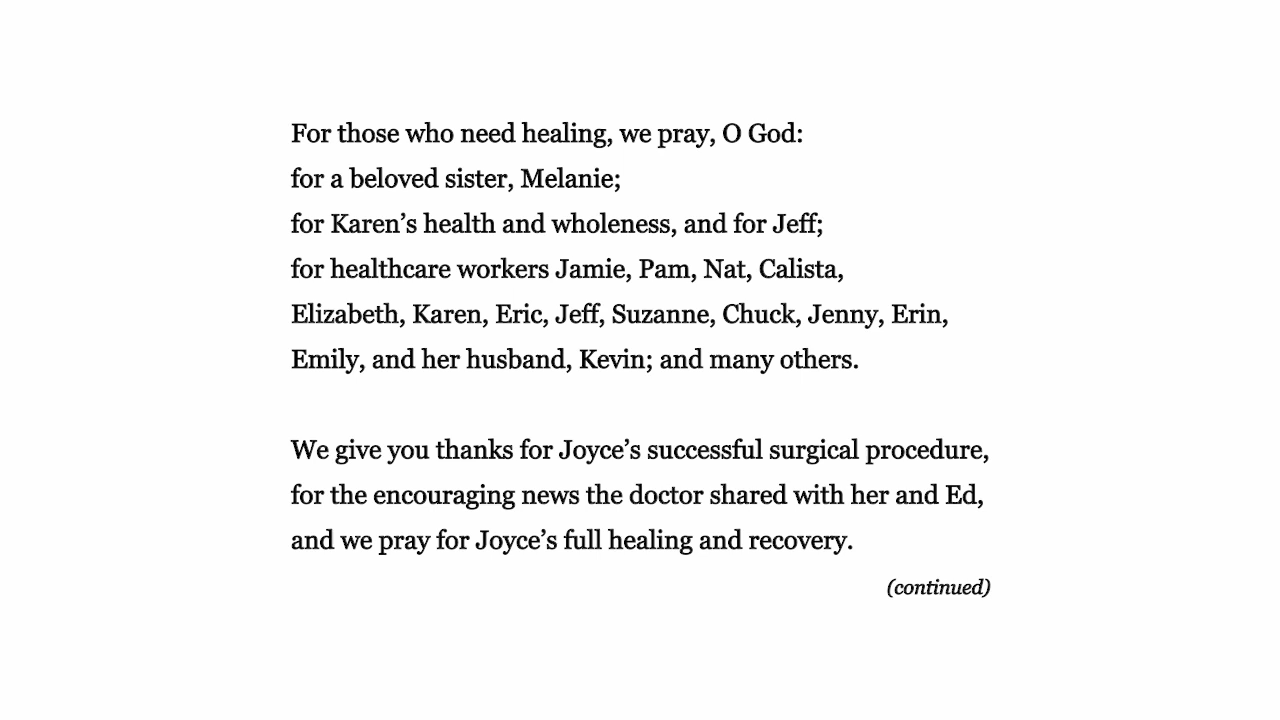 For those who need healing, we pray, O God:
for a beloved sister, Melanie;
for Karen’s health and wholeness, and for Jeff;
for healthcare workers Jamie, Pam, Nat, Calista,
Elizabeth, Karen, Eric, Jeff, Suzanne, Chuck, Jenny, Erin,
Emily, and her husband, Kevin; and many others.
We give you thanks for Joyce’s successful surgical procedure,
for the encouraging news the doctor shared with her and Ed,
and we pray for Joyce’s full healing and recovery.
(continued)